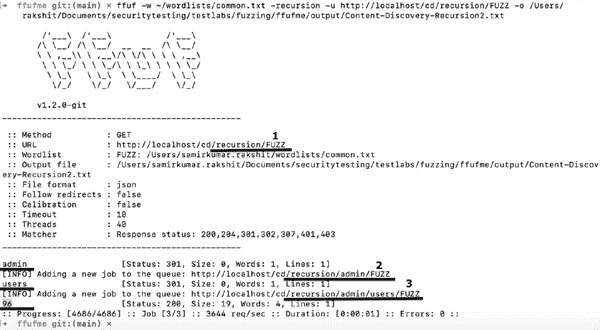 ffufme git:(main) × ffuf -w ~/wordlists/common.txt -recursion -u http://localhost/cd/recursion/FUZZ -o /Users/
rakshit/Documents/securitytesting/testlabs/fuzzing/ffufme/output/Content-Discovery-Recursion2.txt
v1.2.0-git
1
:: Method : GET
:: URL : http://localhost/cd/recursion/FUZZ
:: Wordlist : FUZZ: /Users/samirkumar.rakshit/wordlists/common.txt
:: Output file : /Users/samirkumar.rakshit/Documents/securitytesting/testlabs/fuzzing/ffufme/output/Content-Discov
ery-Recursion2.txt
:: File format : json
:: Follow redirects : false
:: Calibration : false
:: Timeout : 10
:: Threads : 40
:: Matcher : Response status: 200,204,301,302,307,401,403
admin [Status: 301, Size: 0, Words: 1, Lines: 1]
2
[INFO] Adding a new job to the queue: http://localhost/cd/recursion/admin/FUZZ
users [Status: 301, Size: 0, Words: 1, Lines: 1]
3
[INFO] Adding a new job to the queue: http://localhost/cd/recursion/admin/users/FUZZ
96 [Status: 200, Size: 19, Words: 4, Lines: 1]
:: Progress: [4686/4686] :: Job [3/3] :: 3644 req/sec :: Duration: [0:00:01] :: Errors: 0 ::
ffufme git:(main) ×